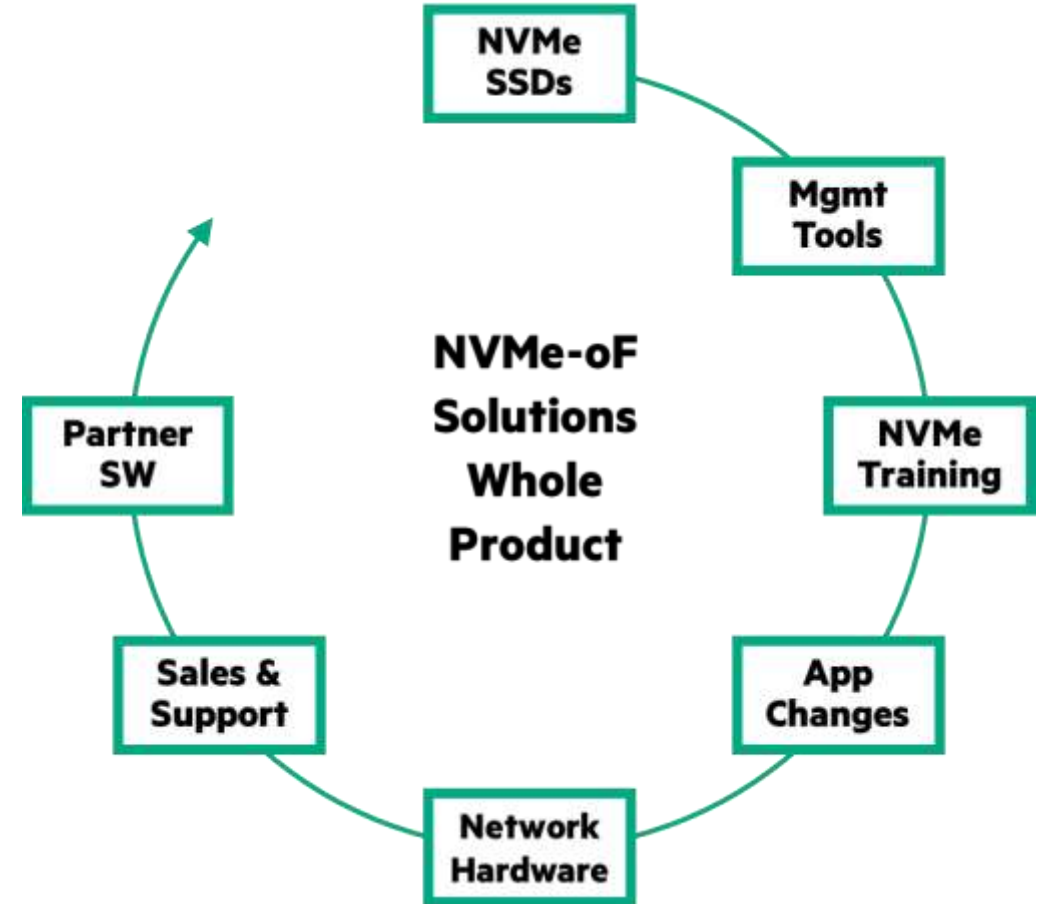 NVMe
SSDs
Mgmt
Tools
NVMe
Training
App
Changes
Network
Hardware
Sales &
Support
Partner
SW
NVMe-oF
Solutions
Whole
Product